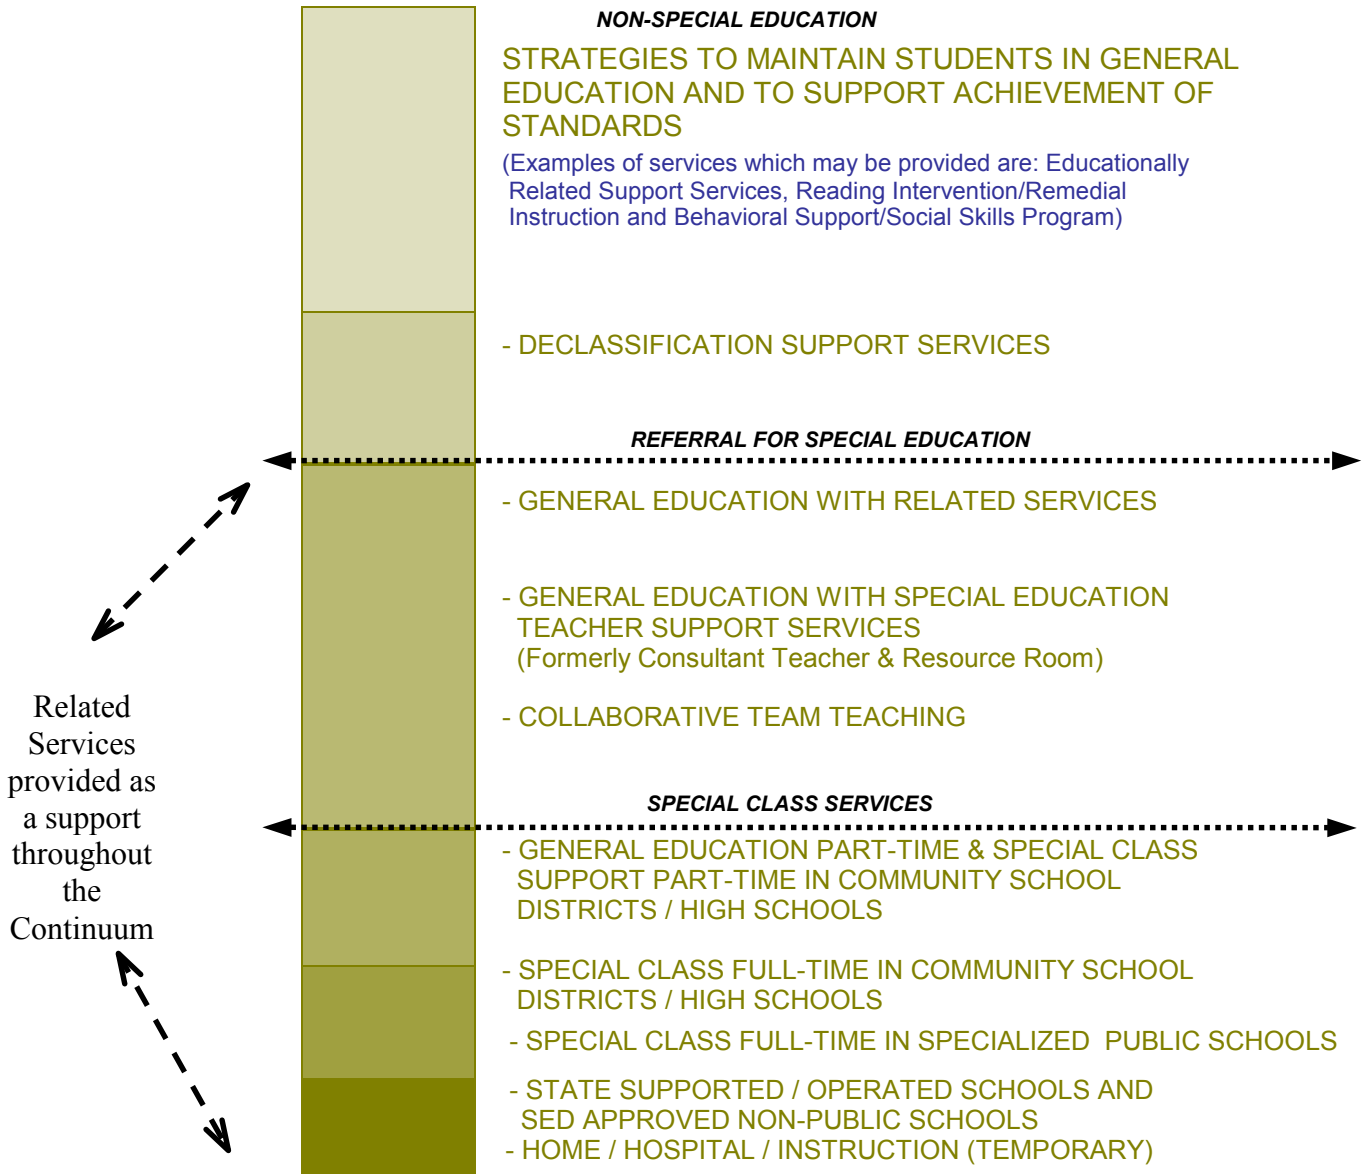 NON-SPECIAL EDUCATION
STRATEGIES TO MAINTAIN STUDENTS IN GENERAL
EDUCATION AND TO SUPPORT ACHIEVEMENT OF
STANDARDS
(Examples of services which may be provided are: Educationally
Related Support Services, Reading Intervention/Remedial
Instruction and Behavioral Support/Social Skills Program)
- DECLASSIFICATION SUPPORT SERVICES
REFERRAL FOR SPECIAL EDUCATION
- GENERAL EDUCATION WITH RELATED SERVICES
- GENERAL EDUCATION WITH SPECIAL EDUCATION
TEACHER SUPPORT SERVICES
(Formerly Consultant Teacher & Resource Room)
- COLLABORATIVE TEAM TEACHING
SPECIAL CLASS SERVICES
- GENERAL EDUCATION PART-TIME & SPECIAL CLASS
SUPPORT PART-TIME IN COMMUNITY SCHOOL
DISTRICTS / HIGH SCHOOLS
- SPECIAL CLASS FULL-TIME IN COMMUNITY SCHOOL
DISTRICTS / HIGH SCHOOLS
- SPECIAL CLASS FULL-TIME IN SPECIALIZED PUBLIC SCHOOLS
- STATE SUPPORTED / OPERATED SCHOOLS AND
SED APPROVED NON-PUBLIC SCHOOLS
- HOME / HOSPITAL / INSTRUCTION (TEMPORARY)
Related
Services
provided as
a support
throughout
the
Continuum